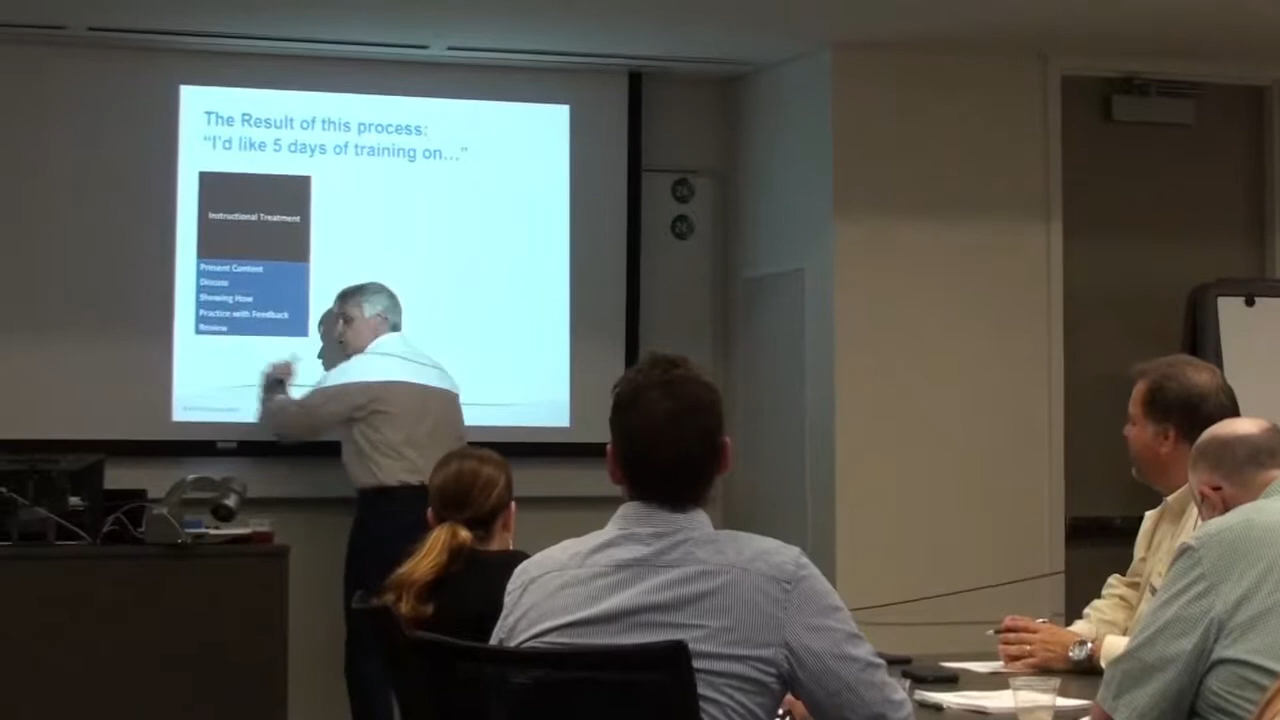 The Result of this process:
“I’d like 5 days of training on...”
Instructional Treatment
Present Content
Discuss
Showing How
Practice with Feedback
Review